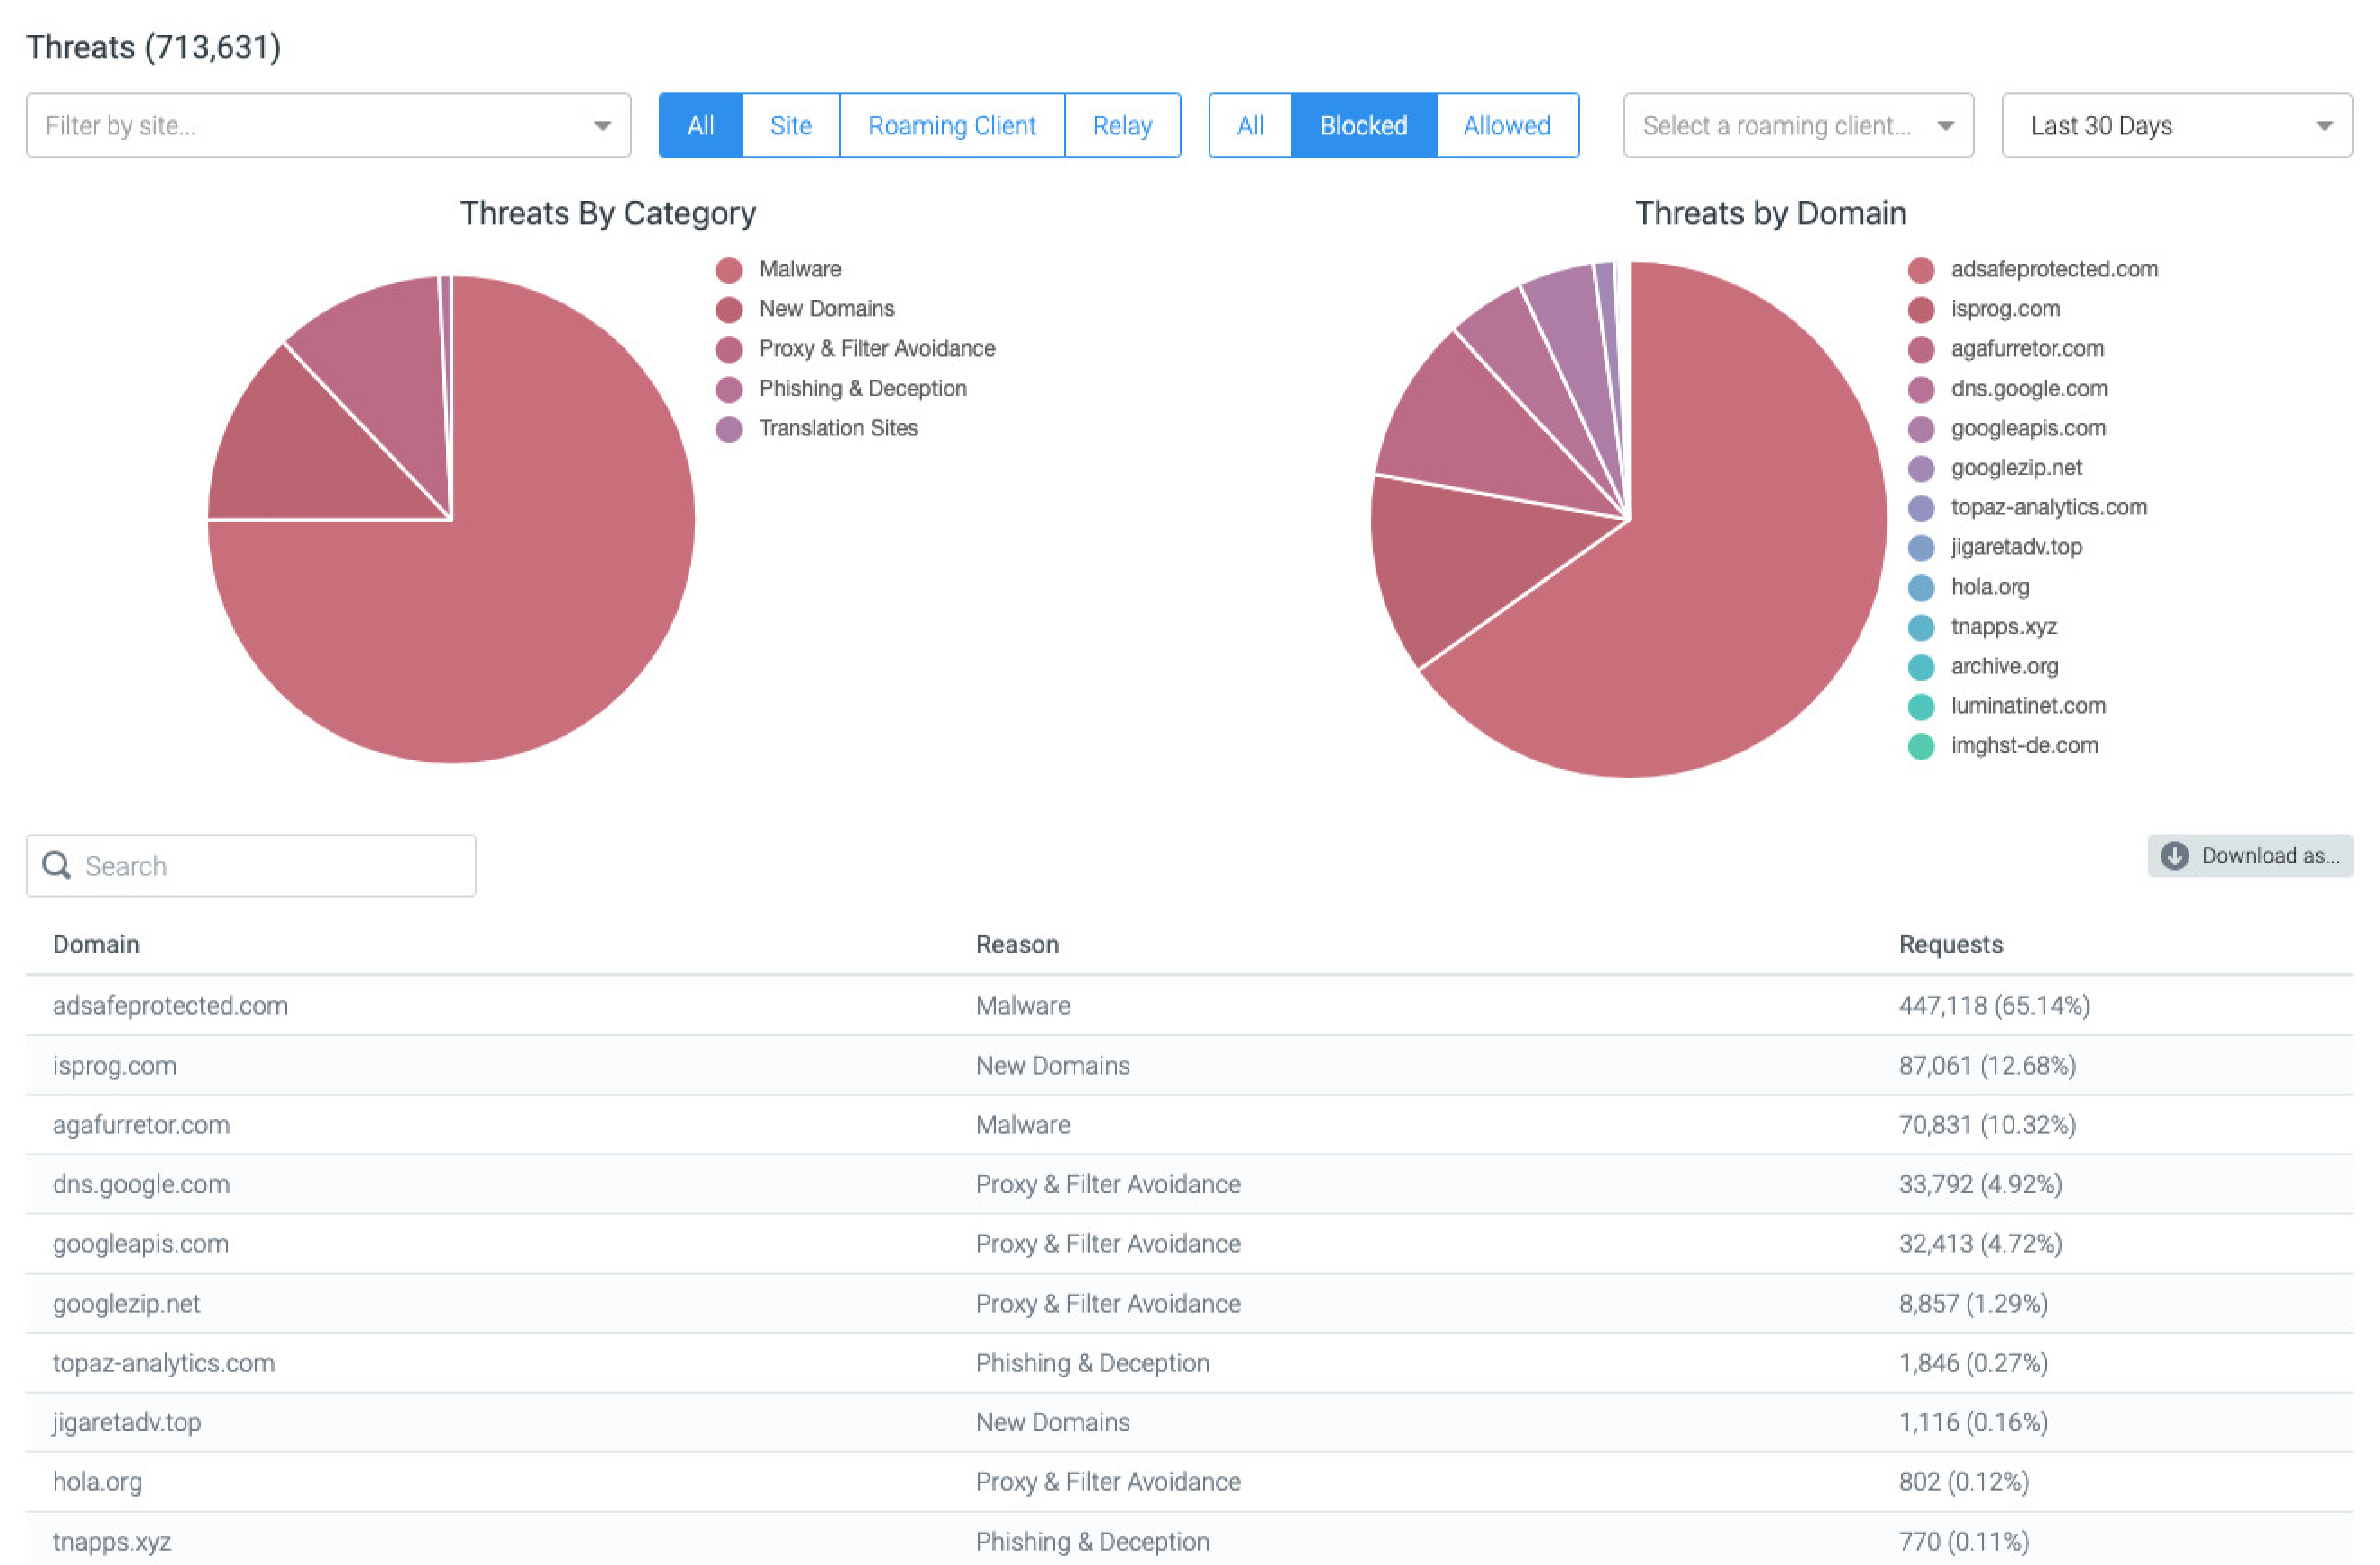 Threats (713,631)
Filter by site...
All Site Roaming Client Relay
All Blocked Allowed
Select a roaming client...
Last 30 Days
Threats By Category
Malware
New Domains
Proxy & Filter Avoidance
Phishing & Deception
Translation Sites
Threats by Domain
adsafeprotected.com
isprog.com
agafurretor.com
dns.google.com
googleapis.com
googlezip.net
topaz-analytics.com
jigaretadv.top
hola.org
tnapps.xyz
archive.org
luminatinet.com
imghst-de.com
Search
Download as...
Domain Reason Requests
adsafeprotected.com Malware 447,118 (65.14%)
isprog.com New Domains 87,061 (12.68%)
agafurretor.com Malware 70,831 (10.32%)
dns.google.com Proxy & Filter Avoidance 33,792 (4.92%)
googleapis.com Proxy & Filter Avoidance 32,413 (4.72%)
googlezip.net Proxy & Filter Avoidance 8,857 (1.29%)
topaz-analytics.com Phishing & Deception 1,846 (0.27%)
jigaretadv.top New Domains 1,116 (0.16%)
hola.org Proxy & Filter Avoidance 802 (0.12%)
tnapps.xyz Phishing & Deception 770 (0.11%)